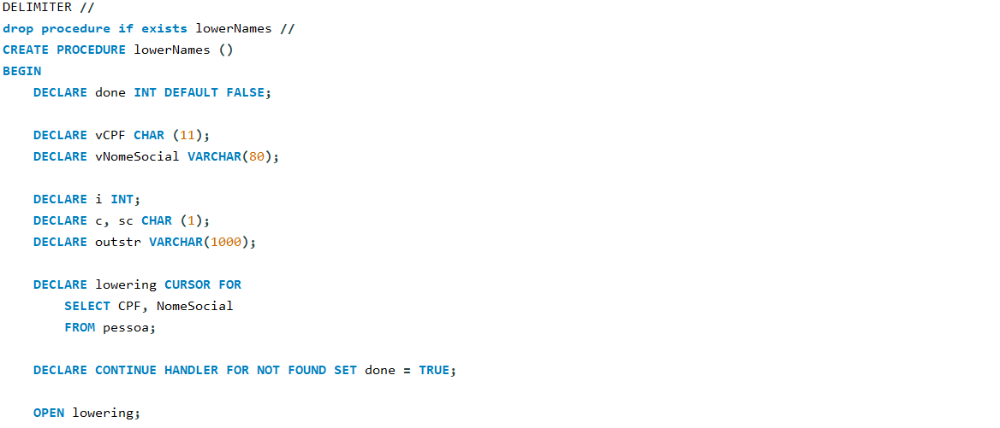 DELIMITER //
drop procedure if exists lowerNames //
CREATE PROCEDURE lowerNames ()
BEGIN
    DECLARE done INT DEFAULT FALSE;

    DECLARE vCPF CHAR (11);
    DECLARE vNomeSocial VARCHAR(80);

    DECLARE i INT;
    DECLARE c, sc CHAR (1);
    DECLARE outstr VARCHAR(1000);

    DECLARE lowering CURSOR FOR
        SELECT CPF, NomeSocial
        FROM pessoa;

    DECLARE CONTINUE HANDLER FOR NOT FOUND SET done = TRUE;

    OPEN lowering;